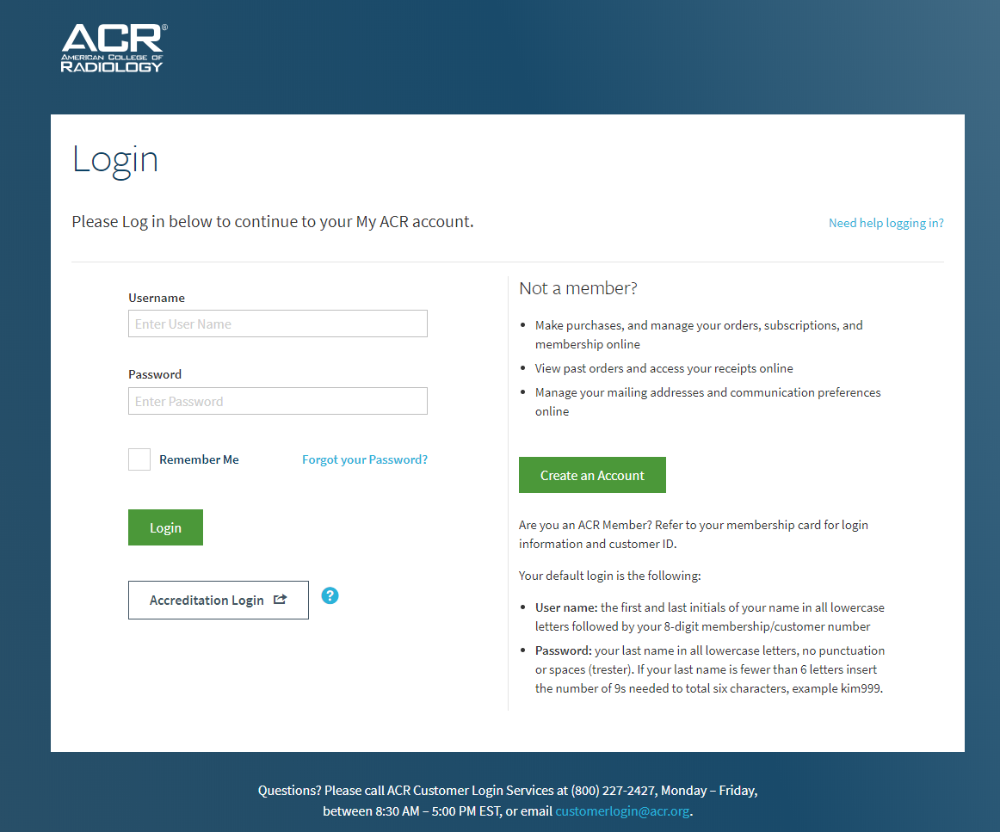 ACR®
AMERICAN COLLEGE OF
RADIOLOGY
Login
Please Log in below to continue to your My ACR account.
Need help logging in?
Username
Enter User Name
Password
Enter Password
Remember Me
Forgot your Password?
Login
Accreditation Login
?
Not a member?
• Make purchases, and manage your orders, subscriptions, and
membership online
• View past orders and access your receipts online
• Manage your mailing addresses and communication preferences
online
Create an Account
Are you an ACR Member? Refer to your membership card for login
information and customer ID.
Your default login is the following:
• User name: the first and last initials of your name in all lowercase
letters followed by your 8-digit membership/customer number
• Password: your last name in all lowercase letters, no punctuation
or spaces (trester). If your last name is fewer than 6 letters insert
the number of 9s needed to total six characters, example kim999.
Questions? Please call ACR Customer Login Services at (800) 227-2427, Monday – Friday,
between 8:30 AM – 5:00 PM EST, or email customerlogin@acr.org.